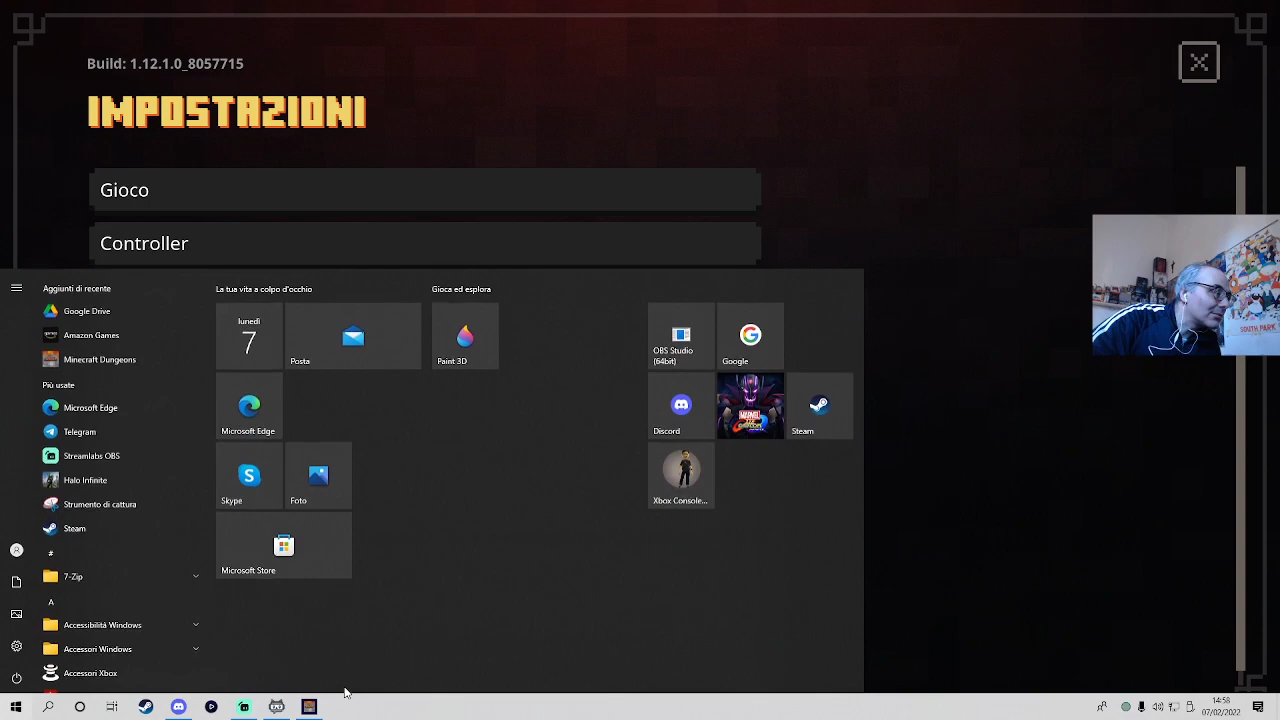 Build: 1.12.1.0_8057715
IMPOSTAZIONI
Gioco
Controller
Aggiunti di recente
Google Drive
Amazon Games
Minecraft Dungeons
Più usate
Microsoft Edge
Telegram
Streamlabs OBS
Halo Infinite
Strumento di cattura
Steam
#
7-Zip
A
Accessibilità Windows
Accessori Windows
Accessori Xbox
La tua vita a colpo d'occhio
lunedì
7
Posta
Microsoft Edge
Skype
Foto
Microsoft Store
Gioca ed esplora
Paint 3D
OBS Studio
(64bit)
Google
Discord
MARVEL
Steam
Xbox Console...
SOUTH PARK
14:58
07/02/2022